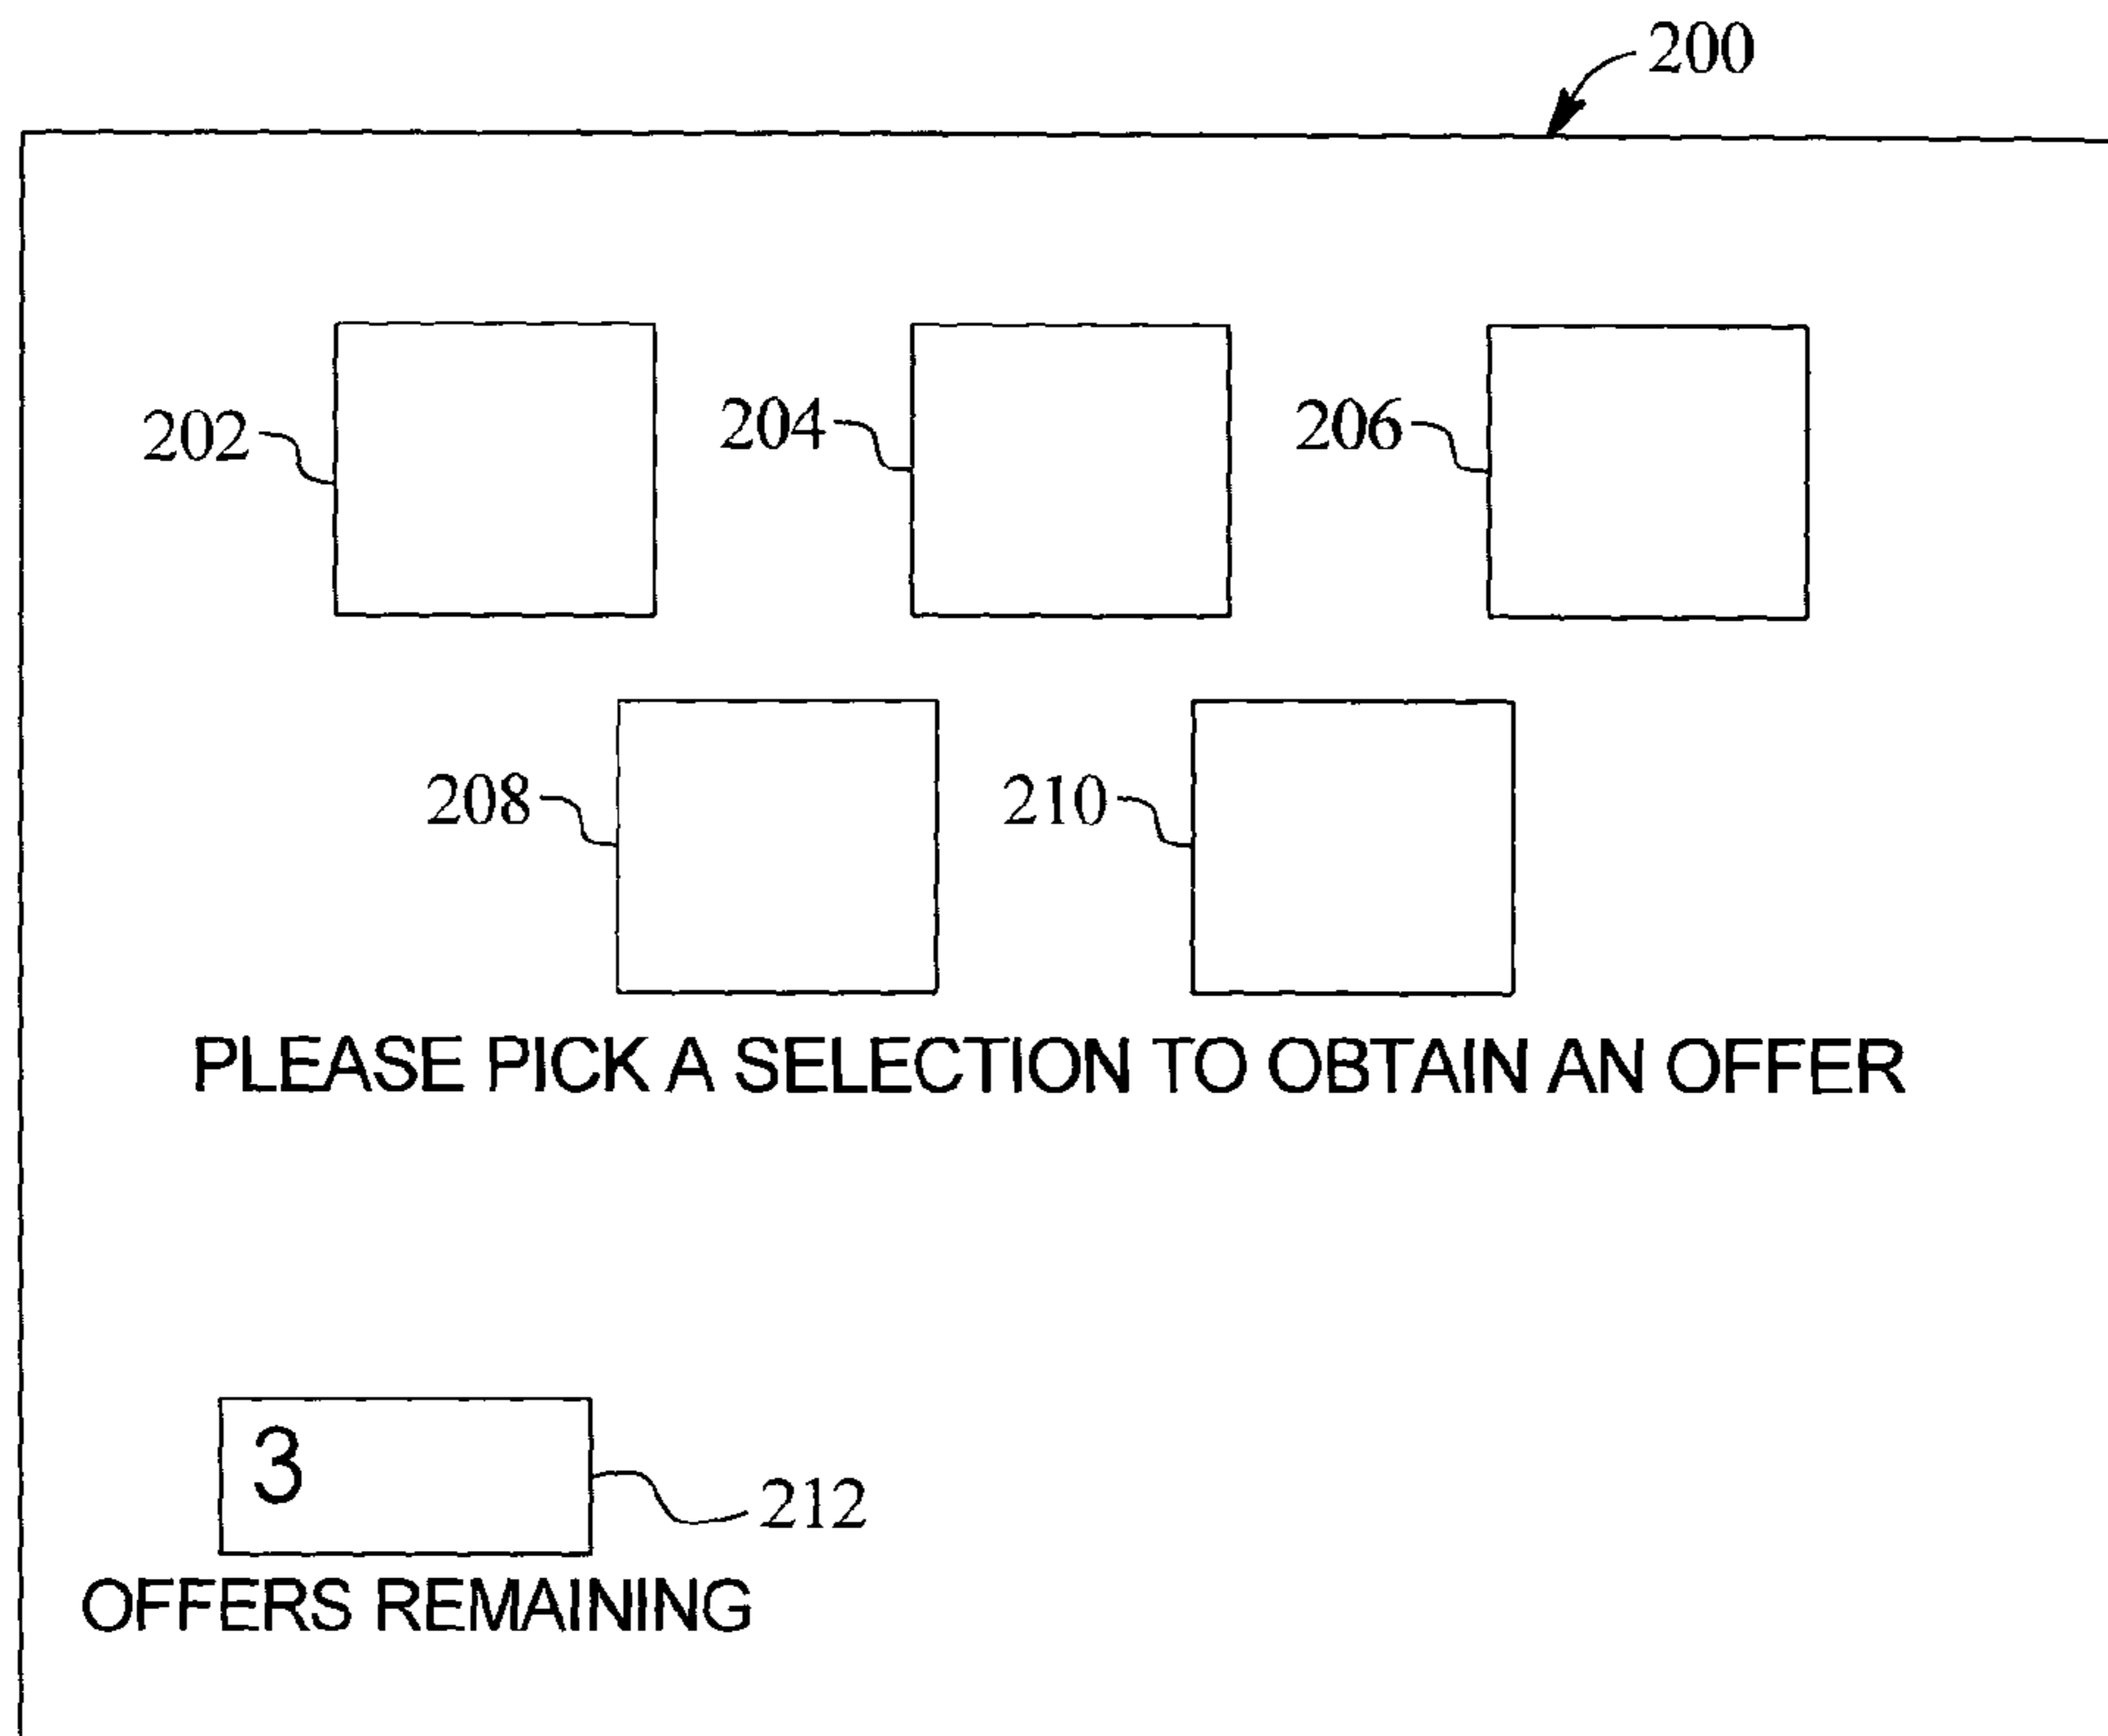 200
202 204 206
208 210
PLEASE PICK A SELECTION TO OBTAIN AN OFFER
3
212
OFFERS REMAINING